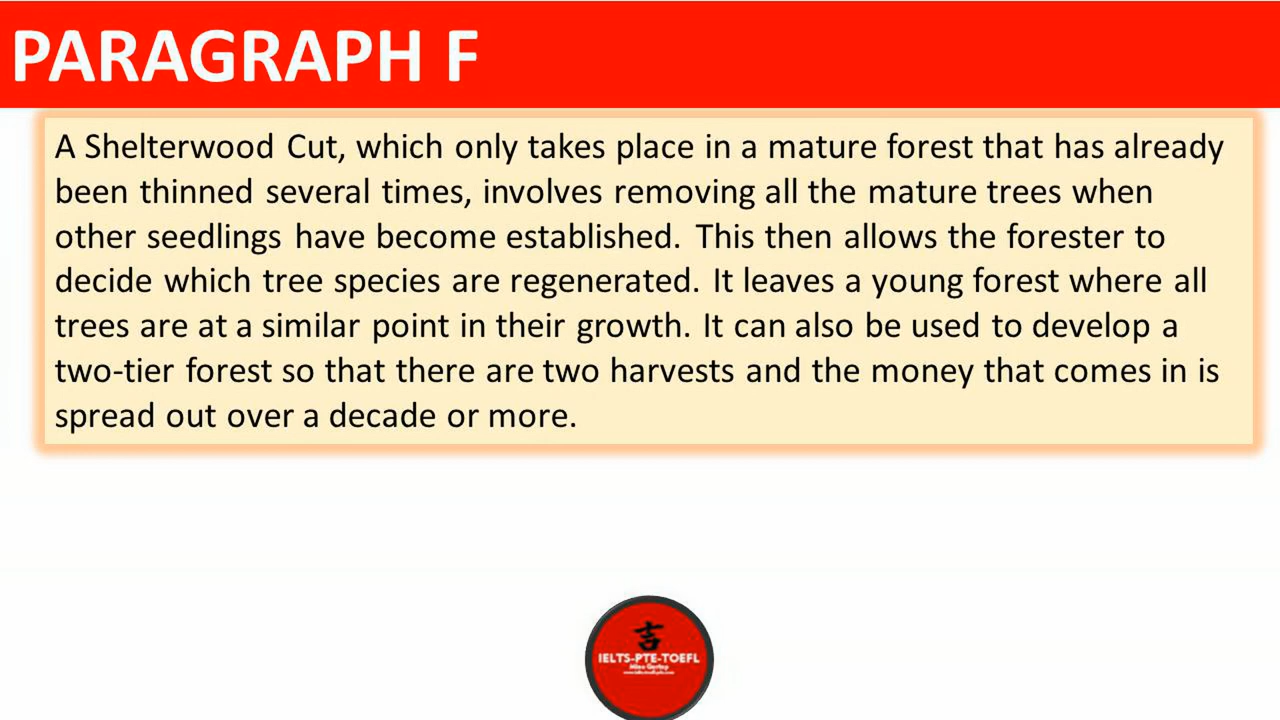 PARAGRAPH F
A Shelterwood Cut, which only takes place in a mature forest that has already
been thinned several times, involves removing all the mature trees when
other seedlings have become established. This then allows the forester to
decide which tree species are regenerated. It leaves a young forest where all
trees are at a similar point in their growth. It can also be used to develop a
two-tier forest so that there are two harvests and the money that comes in is
spread out over a decade or more.
吉
IELTS-PTE-TOEFL